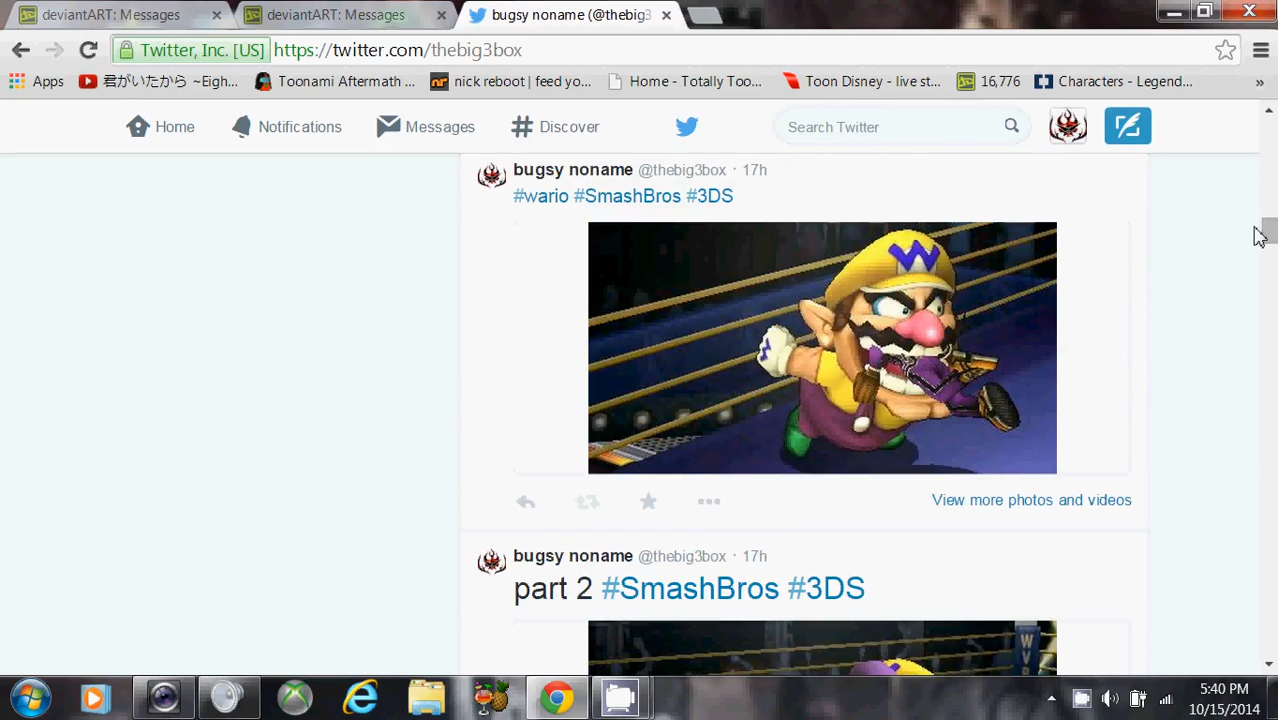 deviantART: Messages
deviantART: Messages
bugsy noname (@thebig3
Twitter, Inc. [US] https://twitter.com/thebig3box
Apps 君がいたから ~Eigh... Toonami Aftermath ... nr nick reboot | feed yo... Home - Totally Too... Toon Disney - live st... 16,776 Characters - Legend... »
Home Notifications Messages Discover Search Twitter
bugsy noname @thebig3box · 17h
#wario #SmashBros #3DS
W
View more photos and videos
bugsy noname @thebig3box · 17h
part 2 #SmashBros #3DS
WVB
5:40 PM
10/15/2014